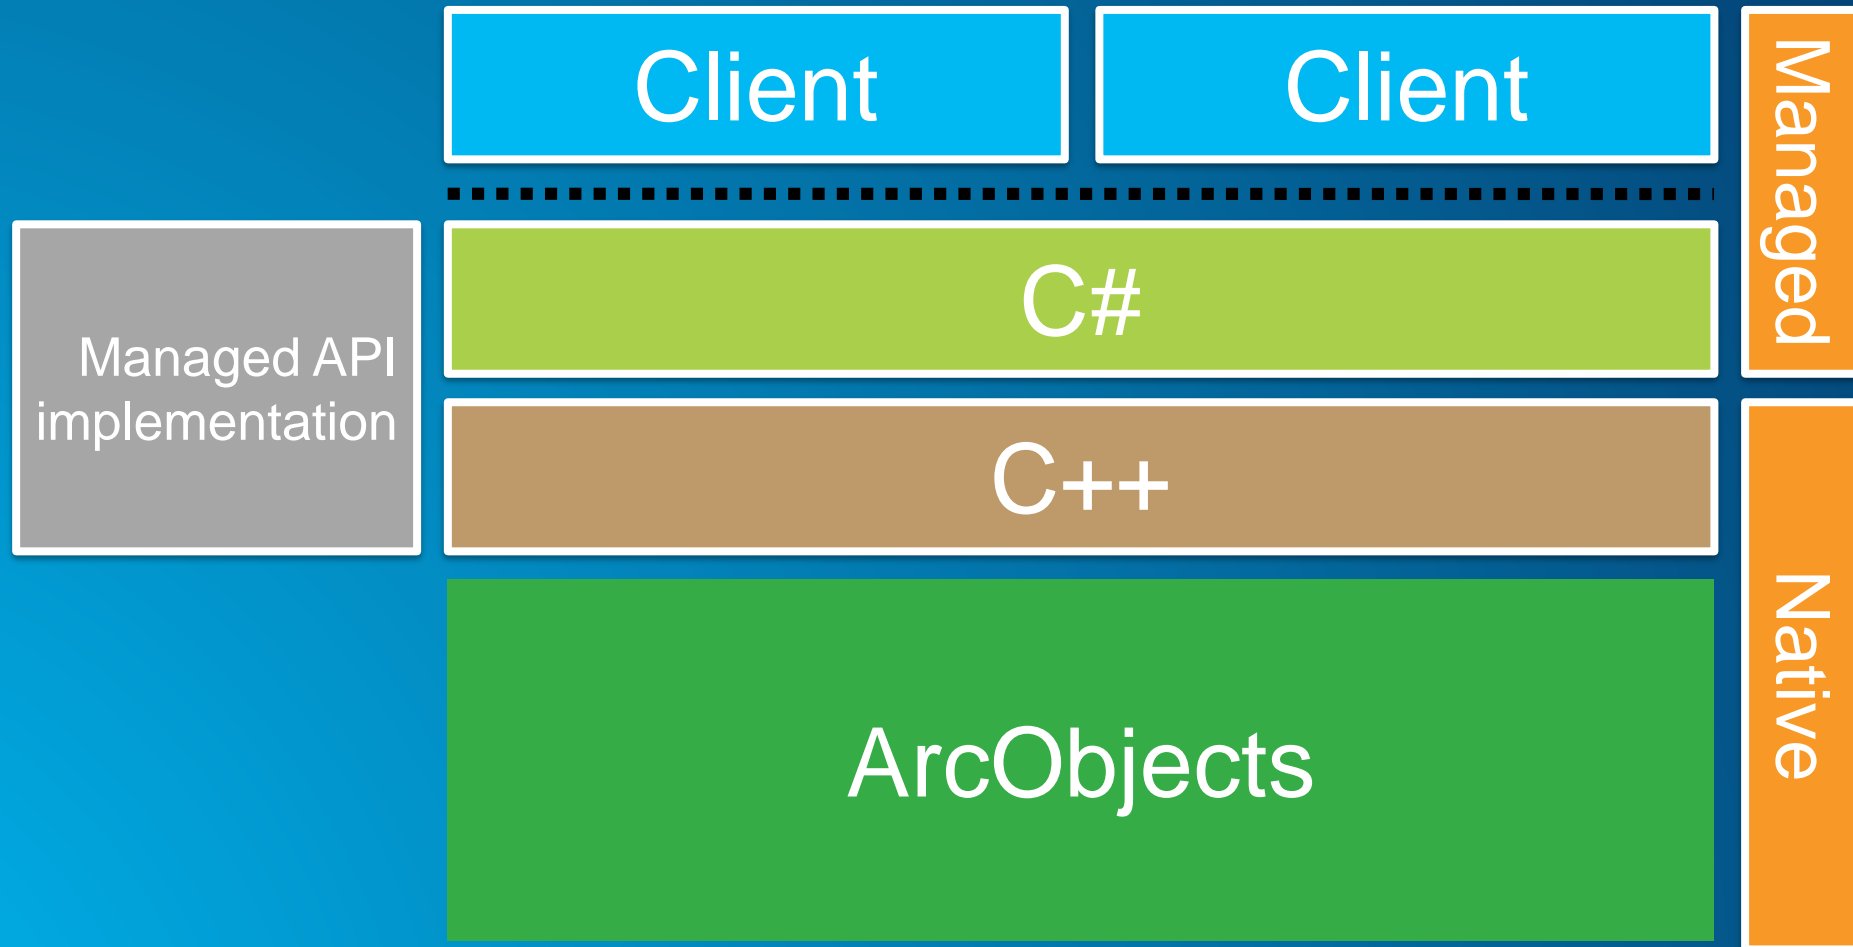 Client
Client
Managed
C#
Managed API
implementation
C++
Native
ArcObjects